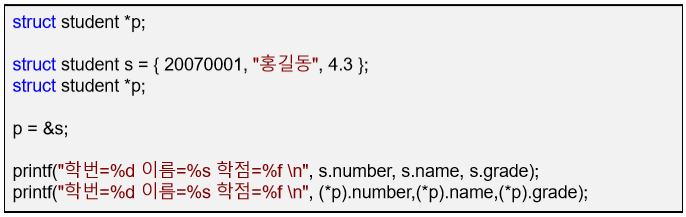 struct student *p;
struct student s = { 20070001, "홍길동", 4.3 };
struct student *p;
p = &s;
printf("학번=%d 이름=%s 학점=%f \n", s.number, s.name, s.grade);
printf("학번=%d 이름=%s 학점=%f \n", (*p).number,(*p).name,(*p).grade);